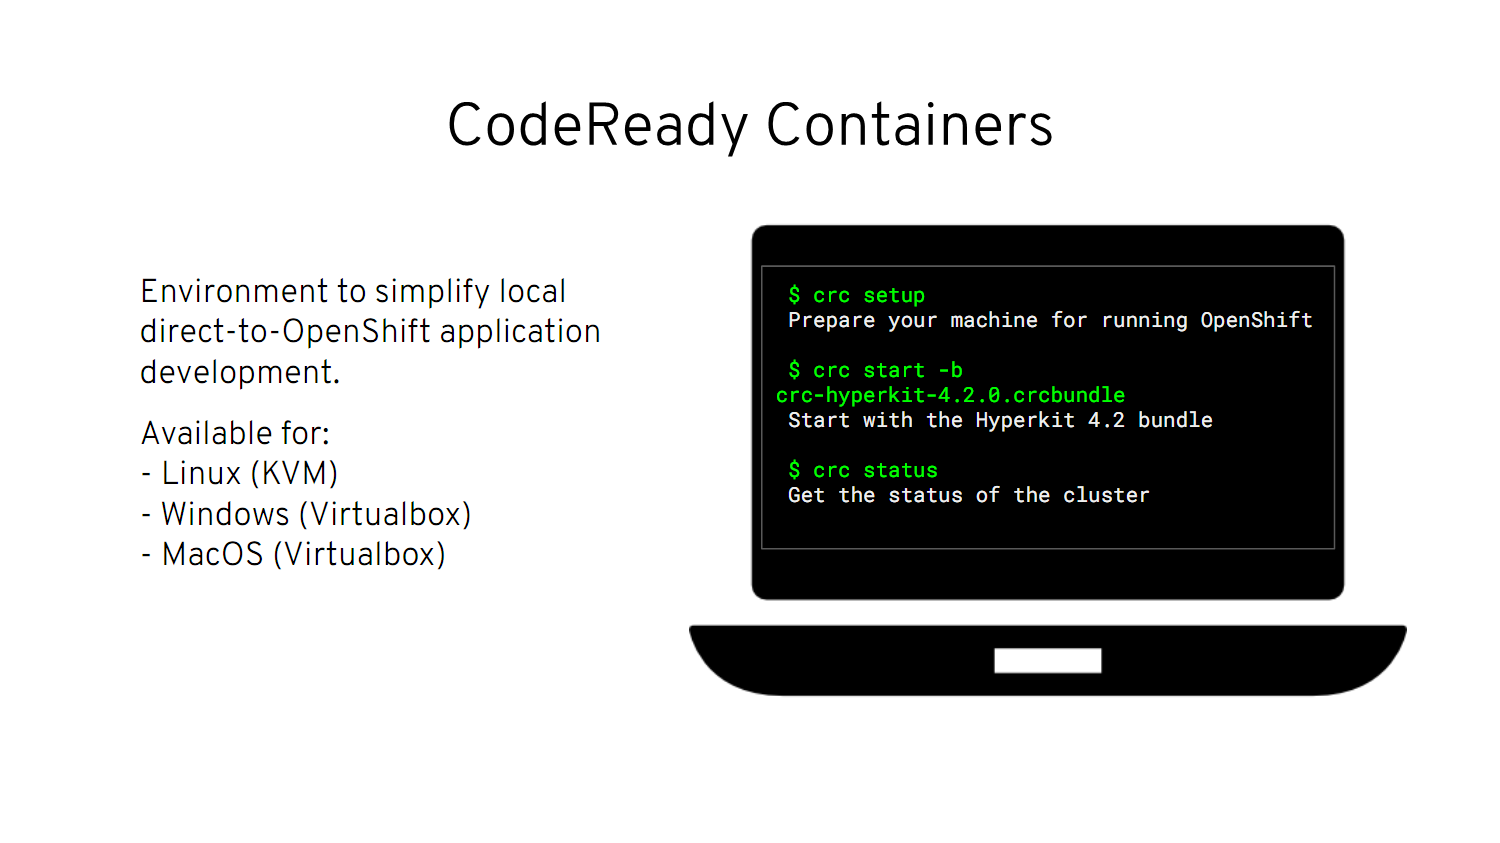 CodeReady Containers
Environment to simplify local
direct-to-OpenShift application
development.
Available for:
- Linux (KVM)
- Windows (Virtualbox)
- MacOS (Virtualbox)
$ crc setup
Prepare your machine for running OpenShift
$ crc start -b
crc-hyperkit-4.2.0.crcbundle
Start with the Hyperkit 4.2 bundle
$ crc status
Get the status of the cluster